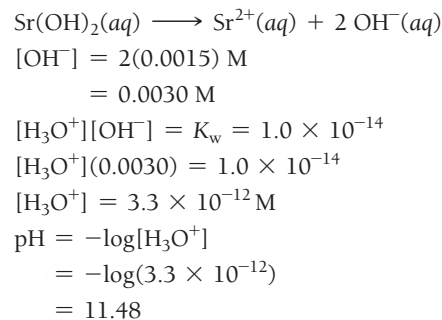 Sr(OH)₂(aq) ⟶ Sr²⁺(aq) + 2 OH⁻(aq)
[OH⁻] = 2(0.0015) M
= 0.0030 M
[H₃O⁺][OH⁻] = Kw = 1.0 × 10⁻¹⁴
[H₃O⁺](0.0030) = 1.0 × 10⁻¹⁴
[H₃O⁺] = 3.3 × 10⁻¹² M
pH = −log[H₃O⁺]
= −log(3.3 × 10⁻¹²)
= 11.48